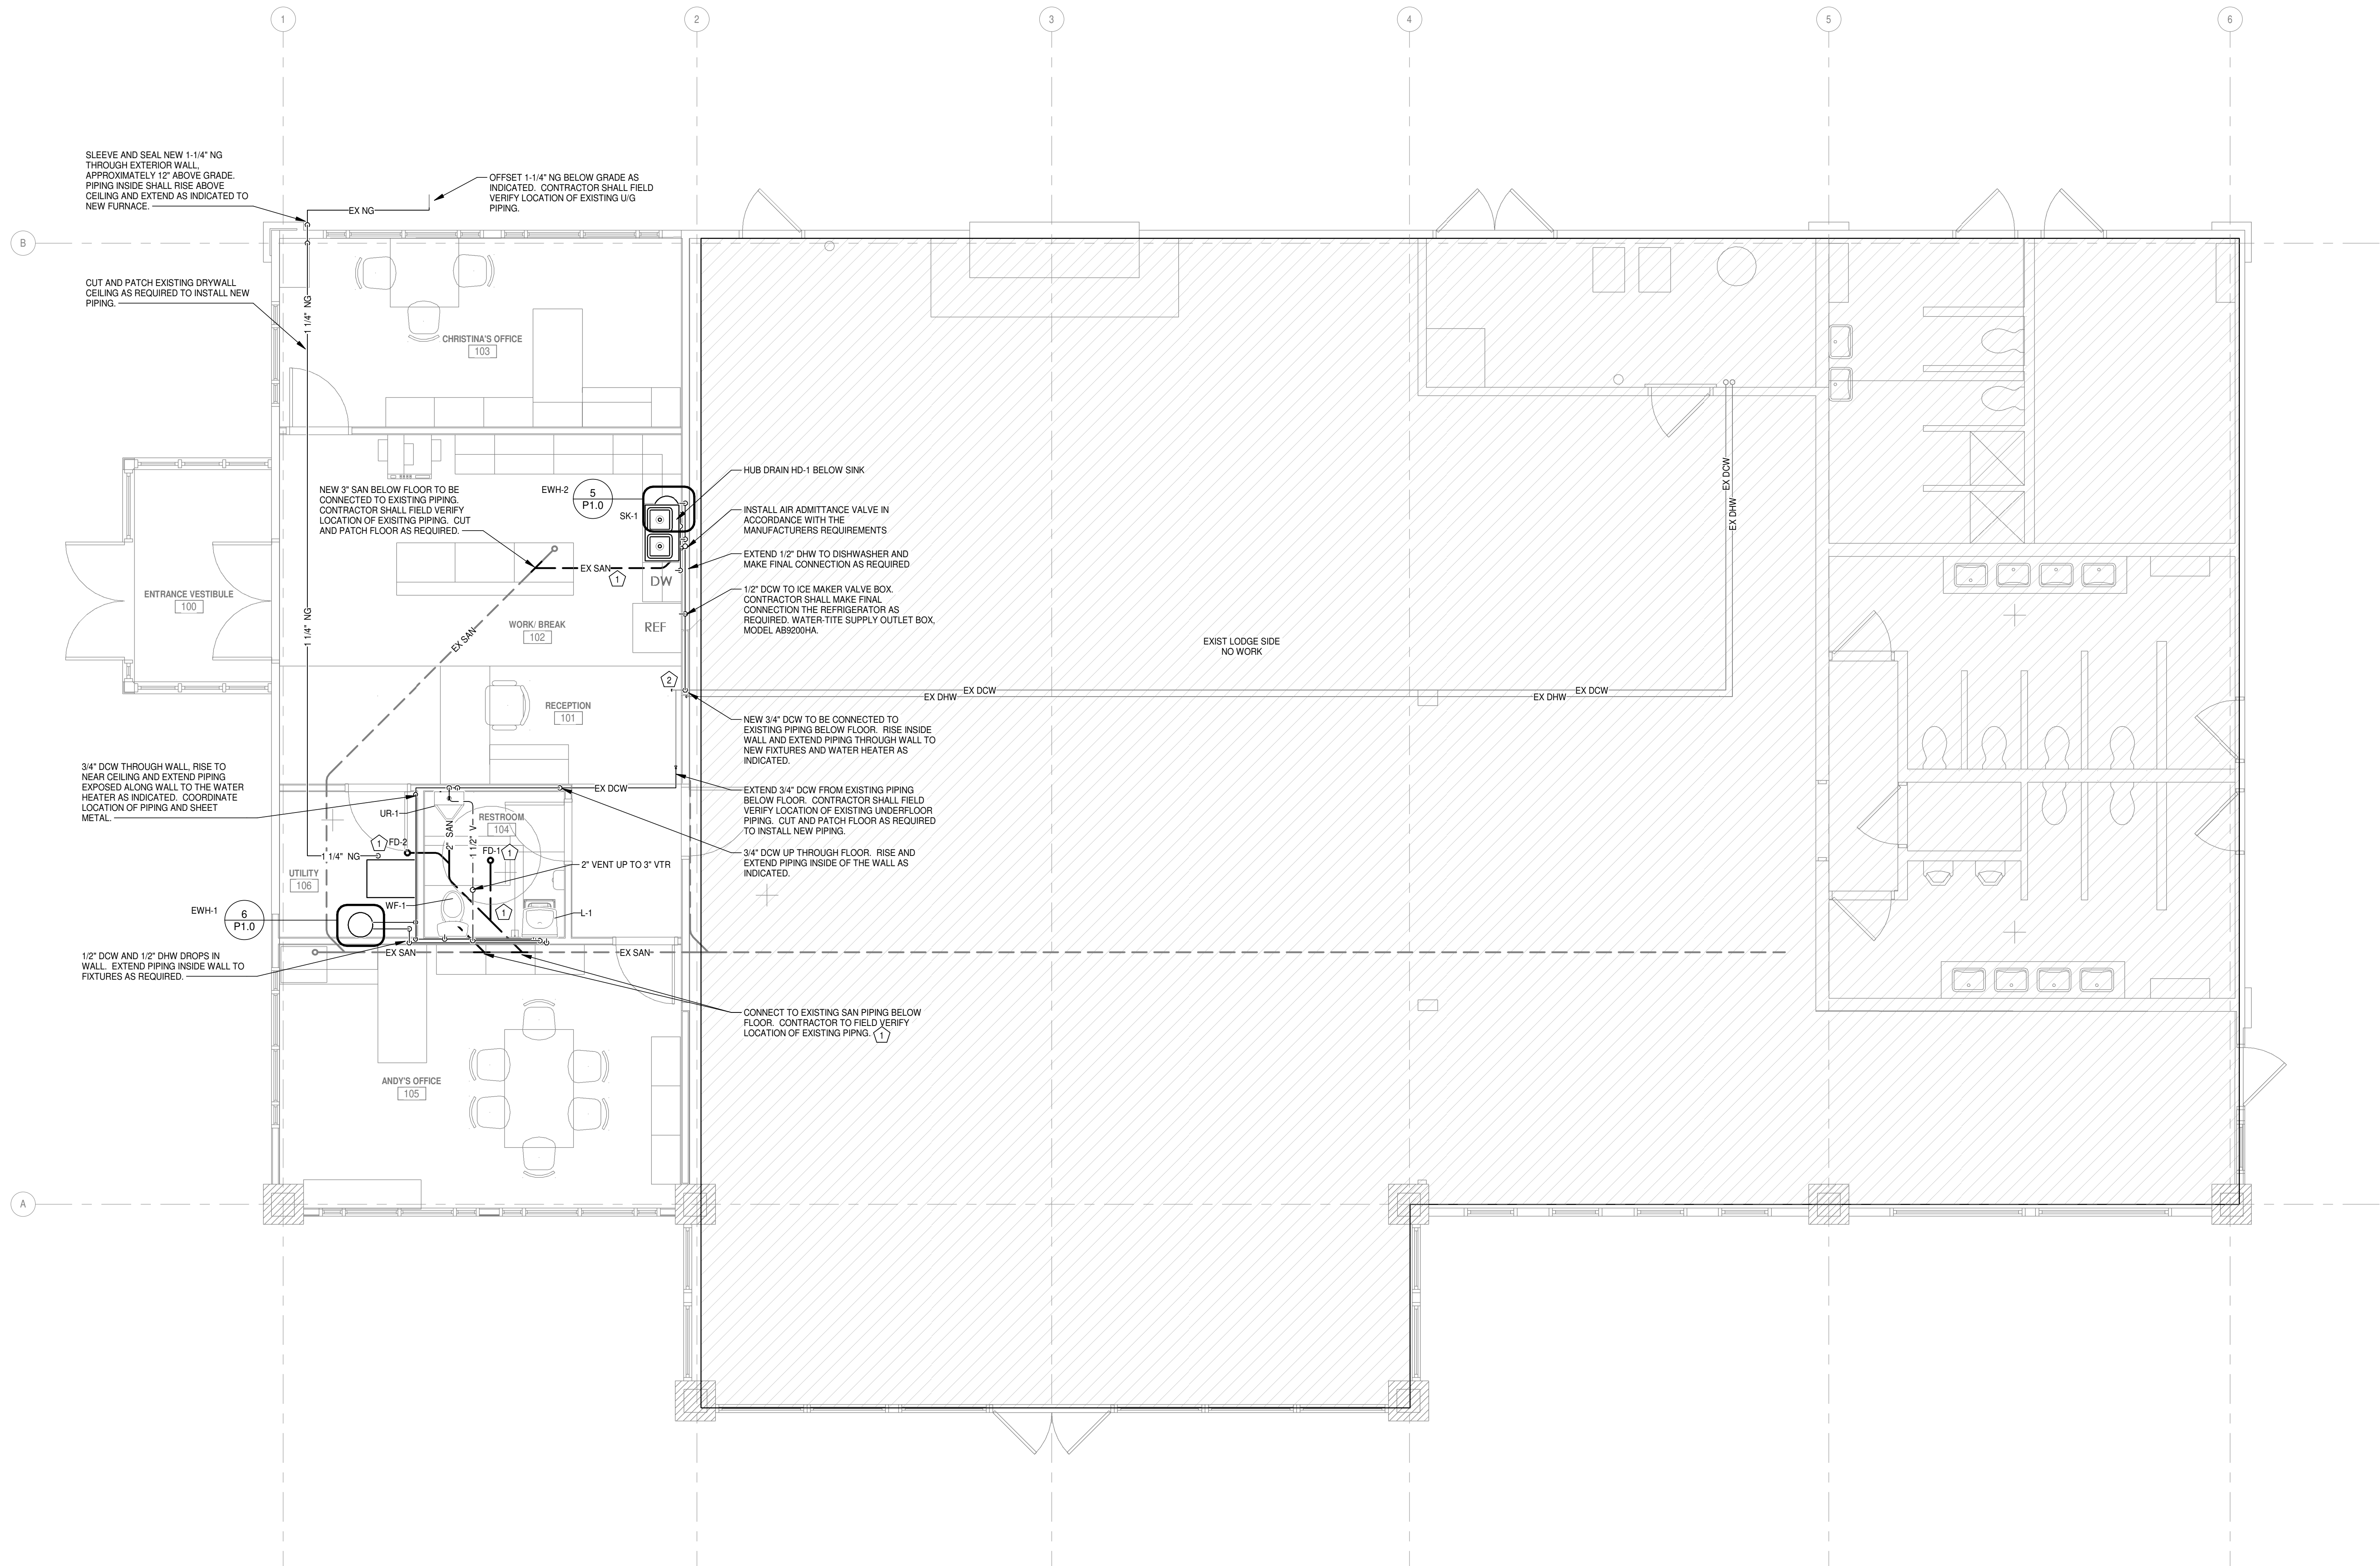 1
2
3
4
5
6
SLEEVE AND SEAL NEW 1-1/4" NG
THROUGH EXTERIOR WALL,
APPROXIMATELY 12" ABOVE GRADE.
PIPING INSIDE SHALL RISE ABOVE
CEILING AND EXTEND AS INDICATED TO
NEW FURNACE.
OFFSET 1-1/4" NG BELOW GRADE AS
INDICATED. CONTRACTOR SHALL FIELD
VERIFY LOCATION OF EXISTING U/G
PIPING.
EX NG
B
CUT AND PATCH EXISTING DRYWALL
CEILING AS REQUIRED TO INSTALL NEW
PIPING.
1 1/4" NG
CHRISTINA'S OFFICE
103
HUB DRAIN HD-1 BELOW SINK
NEW 3" SAN BELOW FLOOR TO BE
CONNECTED TO EXISTING PIPING.
CONTRACTOR SHALL FIELD VERIFY
LOCATION OF EXISITNG PIPING. CUT
AND PATCH FLOOR AS REQUIRED.
EWH-2
5
P1.0
SK-1
INSTALL AIR ADMITTANCE VALVE IN
ACCORDANCE WITH THE
MANUFACTURERS REQUIREMENTS
EX DCW
EX DHW
EXTEND 1/2" DHW TO DISHWASHER AND
MAKE FINAL CONNECTION AS REQUIRED
EX SAN
1
DW
1/2" DCW TO ICE MAKER VALVE BOX.
CONTRACTOR SHALL MAKE FINAL
CONNECTION THE REFRIGERATOR AS
REQUIRED. WATER-TITE SUPPLY OUTLET BOX,
MODEL AB9200HA.
ENTRANCE VESTIBULE
100
1 1/4" NG
WORK/ BREAK
102
REF
EX SAN
EXIST LODGE SIDE
NO WORK
2
EX DCW
EX DHW
EX DCW
EX DHW
RECEPTION
101
NEW 3/4" DCW TO BE CONNECTED TO
EXISTING PIPING BELOW FLOOR. RISE INSIDE
WALL AND EXTEND PIPING THROUGH WALL TO
NEW FIXTURES AND WATER HEATER AS
INDICATED.
3/4" DCW THROUGH WALL, RISE TO
NEAR CEILING AND EXTEND PIPING
EXPOSED ALONG WALL TO THE WATER
HEATER AS INDICATED. COORDINATE
LOCATION OF PIPING AND SHEET
METAL.
EX DCW
EXTEND 3/4" DCW FROM EXISTING PIPING
BELOW FLOOR. CONTRACTOR SHALL FIELD
VERIFY LOCATION OF EXISTING UNDERFLOOR
PIPING. CUT AND PATCH FLOOR AS REQUIRED
TO INSTALL NEW PIPING.
UR-1
RESTROOM
104
2" SAN
1 1/2" V
1
FD-2
FD-1
1
3/4" DCW UP THROUGH FLOOR. RISE AND
EXTEND PIPING INSIDE OF THE WALL AS
INDICATED.
1 1/4" NG
2" VENT UP TO 3" VTR
UTILITY
106
WF-1
1
L-1
EWH-1
6
P1.0
1/2" DCW AND 1/2" DHW DROPS IN
WALL. EXTEND PIPING INSIDE WALL TO
FIXTURES AS REQUIRED.
EX SAN
EX SAN
CONNECT TO EXISTING SAN PIPING BELOW
FLOOR. CONTRACTOR TO FIELD VERIFY
LOCATION OF EXISTING PIPNG.
1
ANDY'S OFFICE
105
A